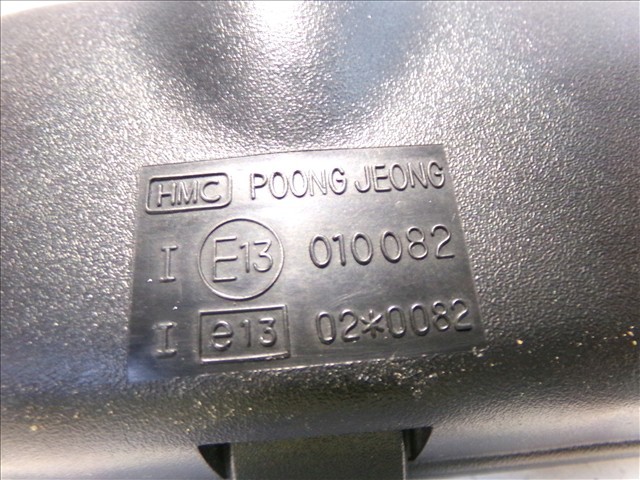 HMC POONG JEONG
I E13 010082
I e13 02*0082